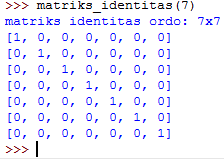 >>> matriks_identitas(7)
matriks identitas ordo: 7x7
[1, 0, 0, 0, 0, 0, 0]
[0, 1, 0, 0, 0, 0, 0]
[0, 0, 1, 0, 0, 0, 0]
[0, 0, 0, 1, 0, 0, 0]
[0, 0, 0, 0, 1, 0, 0]
[0, 0, 0, 0, 0, 1, 0]
[0, 0, 0, 0, 0, 0, 1]
>>>